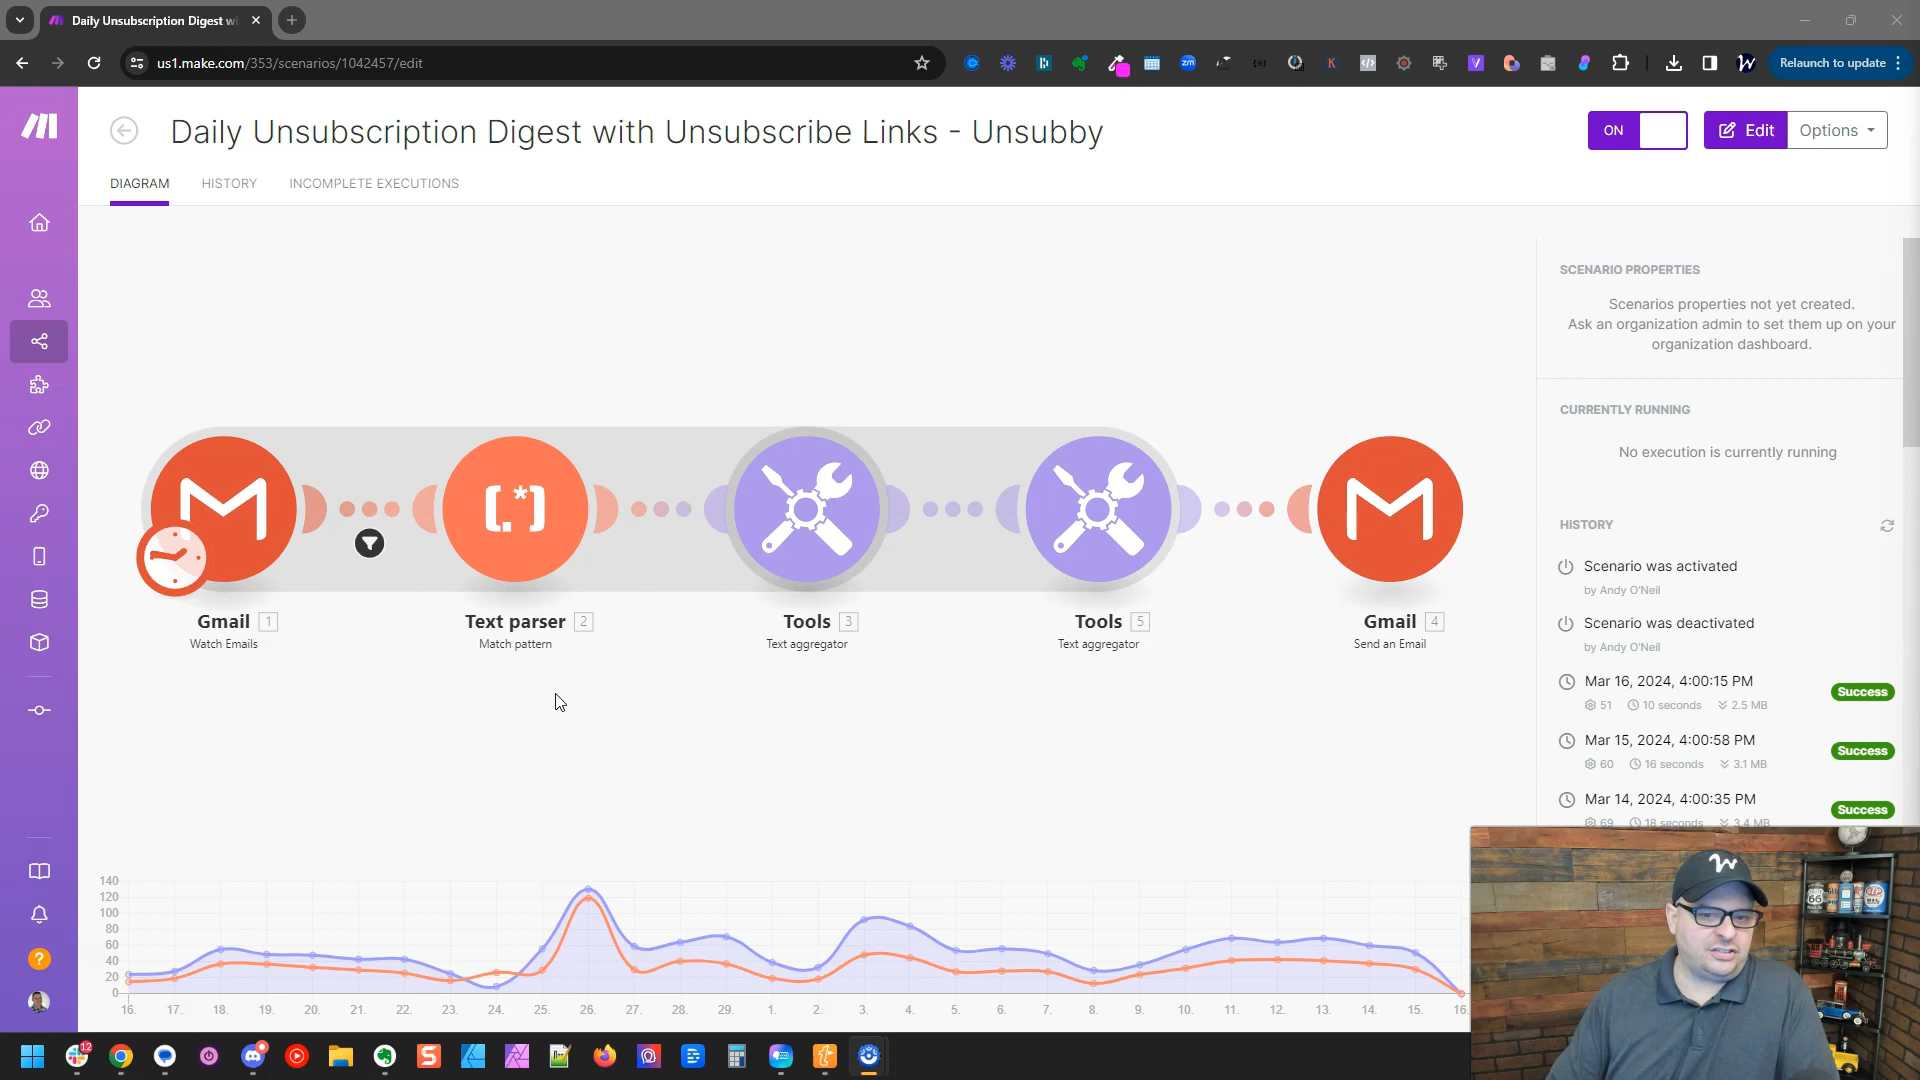 Daily Unsubscription Digest wi
us1.make.com/353/scenarios/1042457/edit
Relaunch to update
Daily Unsubscription Digest with Unsubscribe Links - Unsubby
ON
Edit
Options
DIAGRAM
HISTORY
INCOMPLETE EXECUTIONS
SCENARIO PROPERTIES
Scenarios properties not yet created.
Ask an organization admin to set them up on your
organization dashboard.
CURRENTLY RUNNING
No execution is currently running
HISTORY
Scenario was activated
by Andy O'Neil
Scenario was deactivated
by Andy O'Neil
Mar 16, 2024, 4:00:15 PM
Success
51 10 seconds 2.5 MB
Mar 15, 2024, 4:00:58 PM
Success
60 16 seconds 3.1 MB
Mar 14, 2024, 4:00:35 PM
Success
69 18 seconds 3.4 MB
Gmail 1
Watch Emails
Text parser 2
Match pattern
Tools 3
Text aggregator
Tools 5
Text aggregator
Gmail 4
Send an Email
140
120
100
80
60
40
20
0
16. 17. 18. 19. 20. 21. 22. 23. 24. 25. 26. 27. 28. 29. 1. 2. 3. 4. 5. 6. 7. 8. 9. 10. 11. 12. 13. 14. 15. 16.
12